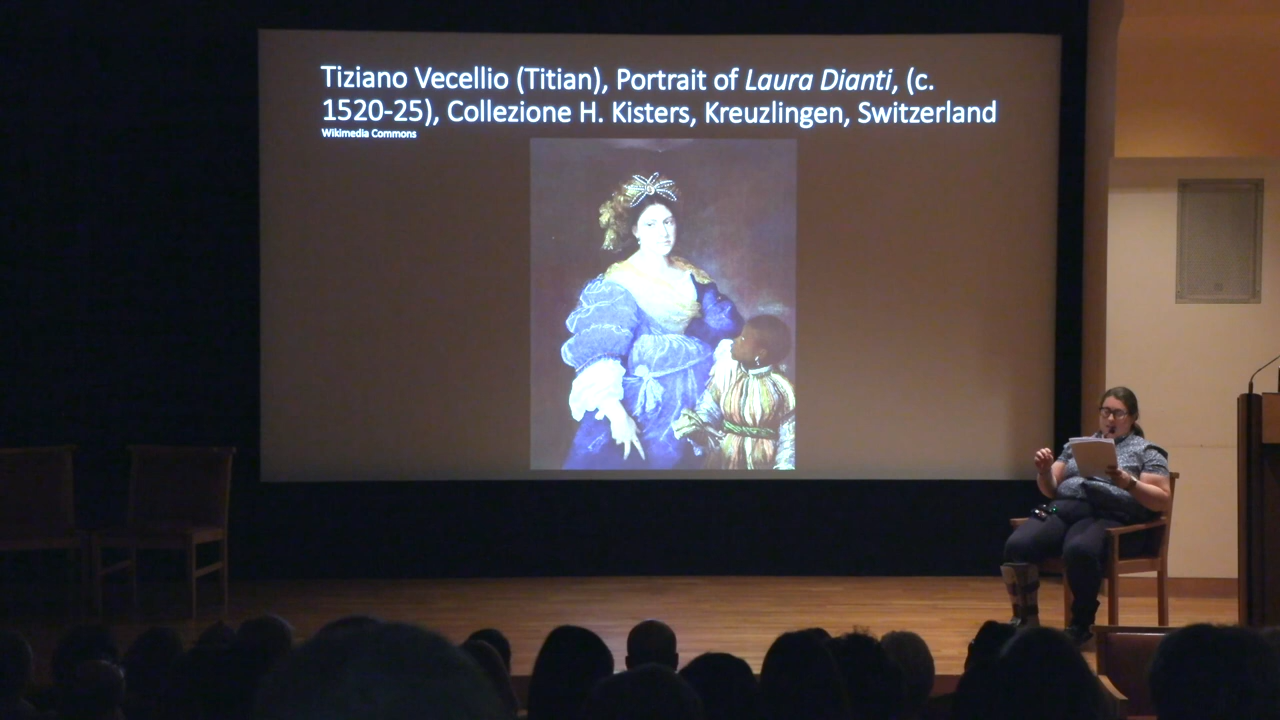 Tiziano Vecellio (Titian), Portrait of Laura Dianti, (c.
1520-25), Collezione H. Kisters, Kreuzlingen, Switzerland
Wikimedia Commons